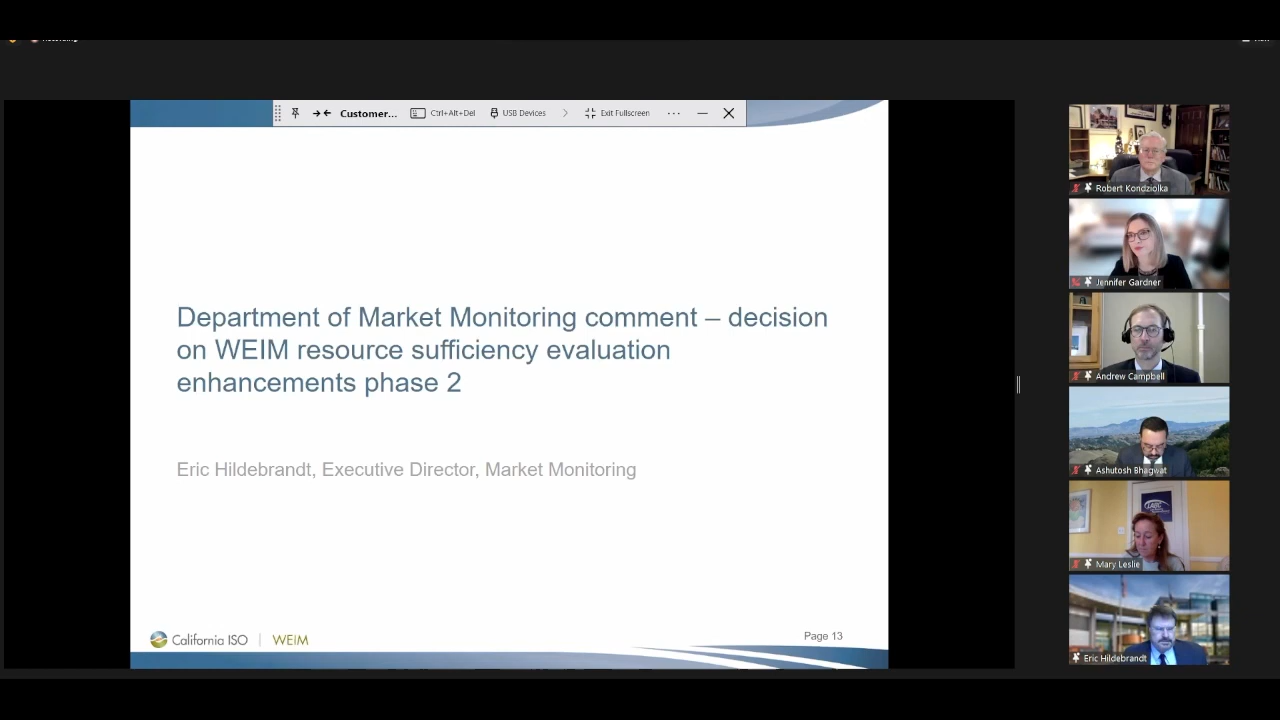 Customer...
Ctrl+Alt+Del
USB Devices
Exit Fullscreen
Department of Market Monitoring comment – decision
on WEIM resource sufficiency evaluation
enhancements phase 2
Eric Hildebrandt, Executive Director, Market Monitoring
California ISO | WEIM
Page 13
Robert Kondziolka
Jennifer Gardner
Andrew Campbell
Ashutosh Bhagwat
Mary Leslie
Eric Hildebrandt